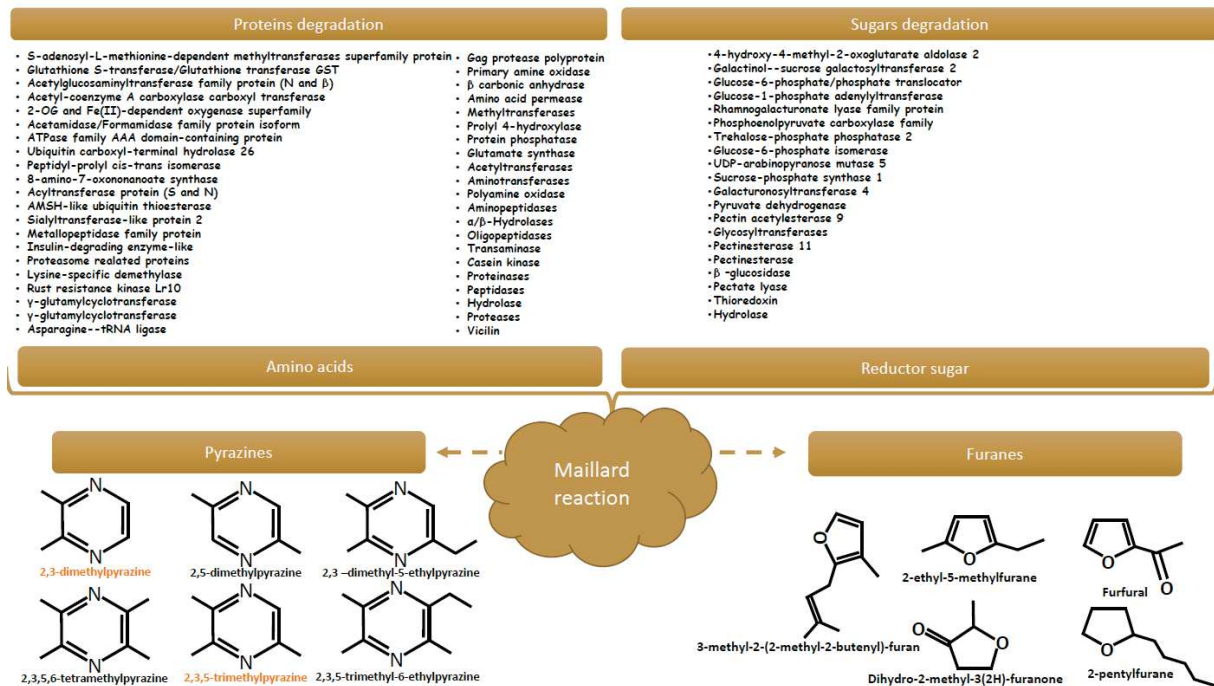 Proteins degradation
S-adenosyl-L-methionine-dependent methyltransferases superfamily protein
Glutathione S-transferase/Glutathione transferase GST
Acetylglucosaminyltransferase family protein (N and β)
Acetyl-coenzyme A carboxylase carboxyl transferase
2-OG and Fe(II)-dependent oxygenase superfamily
Acetamidase/Formamidase family protein isoform
ATPase family AAA domain-containing protein
Ubiquitin carboxyl-terminal hydrolase 26
Peptidyl-prolyl cis-trans isomerase
8-amino-7-oxononanoate synthase
Acyltransferase protein (S and N)
AMSH-like ubiquitin thioesterase
Sialyltransferase-like protein 2
Metallopeptidase family protein
Insulin-degrading enzyme-like
Proteasome realated proteins
Lysine-specific demethylase
Rust resistance kinase Lr10
γ-glutamylcyclotransferase
γ-glutamylcyclotransferase
Asparagine--tRNA ligase
Gag protease polyprotein
Primary amine oxidase
β carbonic anhydrase
Amino acid permease
Methyltransferases
Prolyl 4-hydroxylase
Protein phosphatase
Glutamate synthase
Acetyltransferases
Aminotransferases
Polyamine oxidase
Aminopeptidases
α/β-Hydrolases
Oligopeptidases
Transaminase
Casein kinase
Proteinases
Peptidases
Hydrolase
Proteases
Vicilin
Sugars degradation
4-hydroxy-4-methyl-2-oxoglutarate aldolase 2
Galactinol--sucrose galactosyltransferase 2
Glucose-6-phosphate/phosphate translocator
Glucose-1-phosphate adenylyltransferase
Rhamnogalacturonate lyase family protein
Phosphoenolpyruvate carboxylase family
Trehalose-phosphate phosphatase 2
Glucose-6-phosphate isomerase
UDP-arabinopyranose mutase 5
Sucrose-phosphate synthase 1
Galacturonosyltransferase 4
Pyruvate dehydrogenase
Pectin acetylesterase 9
Glycosyltransferases
Pectinesterase 11
Pectinesterase
β -glucosidase
Pectate lyase
Thioredoxin
Hydrolase
Amino acids
Reductor sugar
Maillard
reaction
Pyrazines
N
N
2,3-dimethylpyrazine
N
N
2,5-dimethylpyrazine
N
N
2,3 –dimethyl-5-ethylpyrazine
N
N
2,3,5,6-tetramethylpyrazine
N
N
2,3,5-trimethylpyrazine
N
N
2,3,5-trimethyl-6-ethylpyrazine
Furanes
O
3-methyl-2-(2-methyl-2-butenyl)-furan
O
2-ethyl-5-methylfurane
O
O
Furfural
O
O
Dihydro-2-methyl-3(2H)-furanone
O
2-pentylfurane